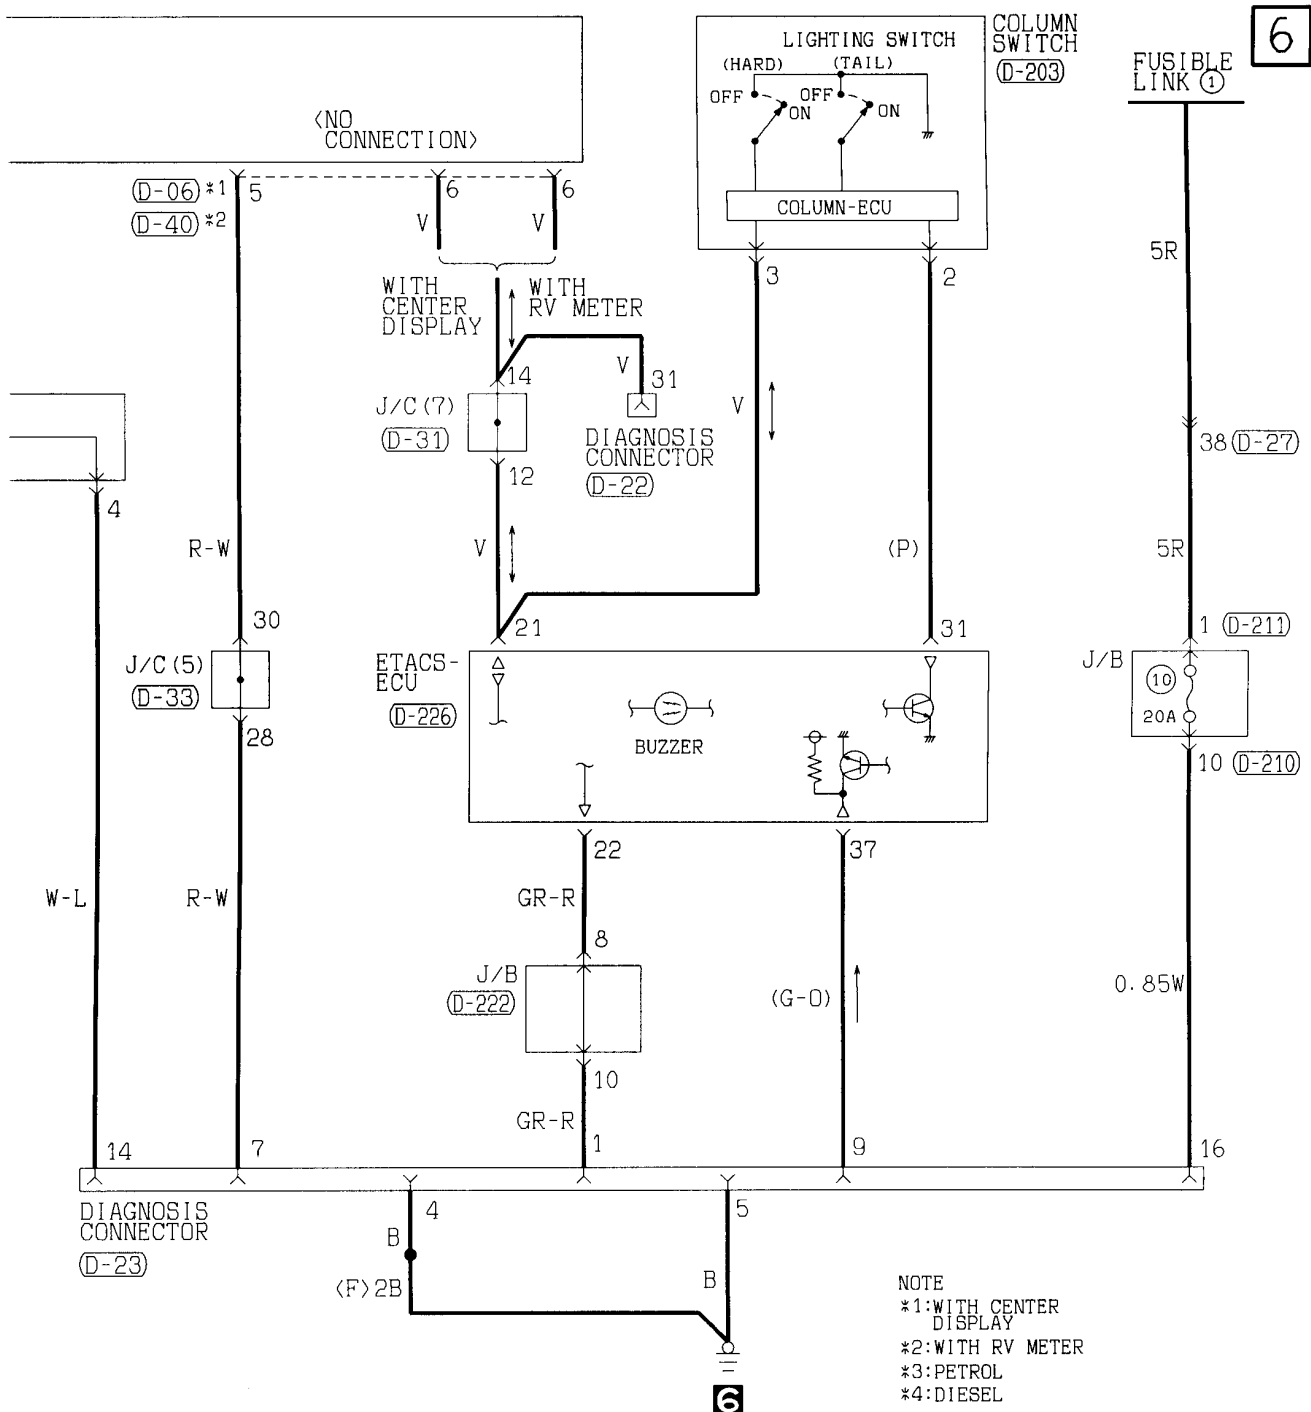 6
COLUMN
SWITCH
(D-203)
LIGHTING SWITCH
(HARD)
(TAIL)
OFF
ON
OFF
ON
COLUMN-ECU
FUSIBLE
LINK ①
<NO
CONNECTION>
(D-06) *1
(D-40) *2
5
6
6
V
V
3
2
5R
WITH
CENTER
DISPLAY
WITH
RV METER
14
V
31
V
J/C(7)
(D-31)
DIAGNOSIS
CONNECTOR
(D-22)
12
38 (D-27)
4
R-W
V
(P)
5R
30
21
31
1 (D-211)
J/C(5)
(D-33)
ETACS-
ECU
(D-226)
BUZZER
J/B
⑩
20A
28
10 (D-210)
22
37
W-L
R-W
GR-R
8
J/B
(D-222)
(G-O)
0.85W
10
GR-R
14
7
1
9
16
DIAGNOSIS
CONNECTOR
(D-23)
4
5
B
<F>2B
B
6
NOTE
*1:WITH CENTER
DISPLAY
*2:WITH RV METER
*3:PETROL
*4:DIESEL